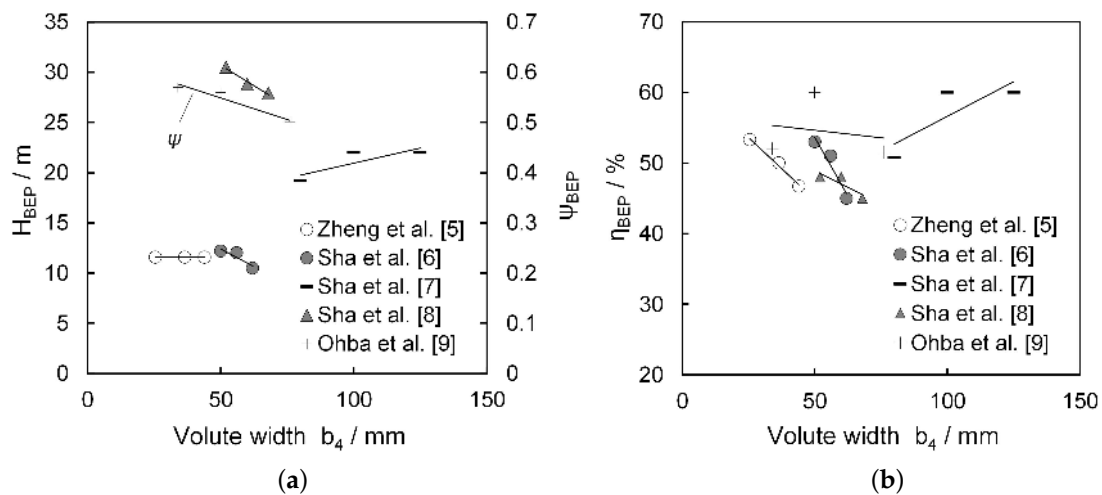 35
30
25
20
15
10
5
0
H_BEP / m
0.7
0.6
0.5
0.4
0.3
0.2
0.1
0
Ψ_BEP
ψ
Zheng et al. [5]
Sha et al. [6]
Sha et al. [7]
Sha et al. [8]
Ohba et al. [9]
0 50 100 150
Volute width b_4 / mm
(a)
70
60
50
40
30
20
η_BEP / %
Zheng et al. [5]
Sha et al. [6]
Sha et al. [7]
Sha et al. [8]
Ohba et al. [9]
0 50 100 150
Volute width b_4 / mm
(b)